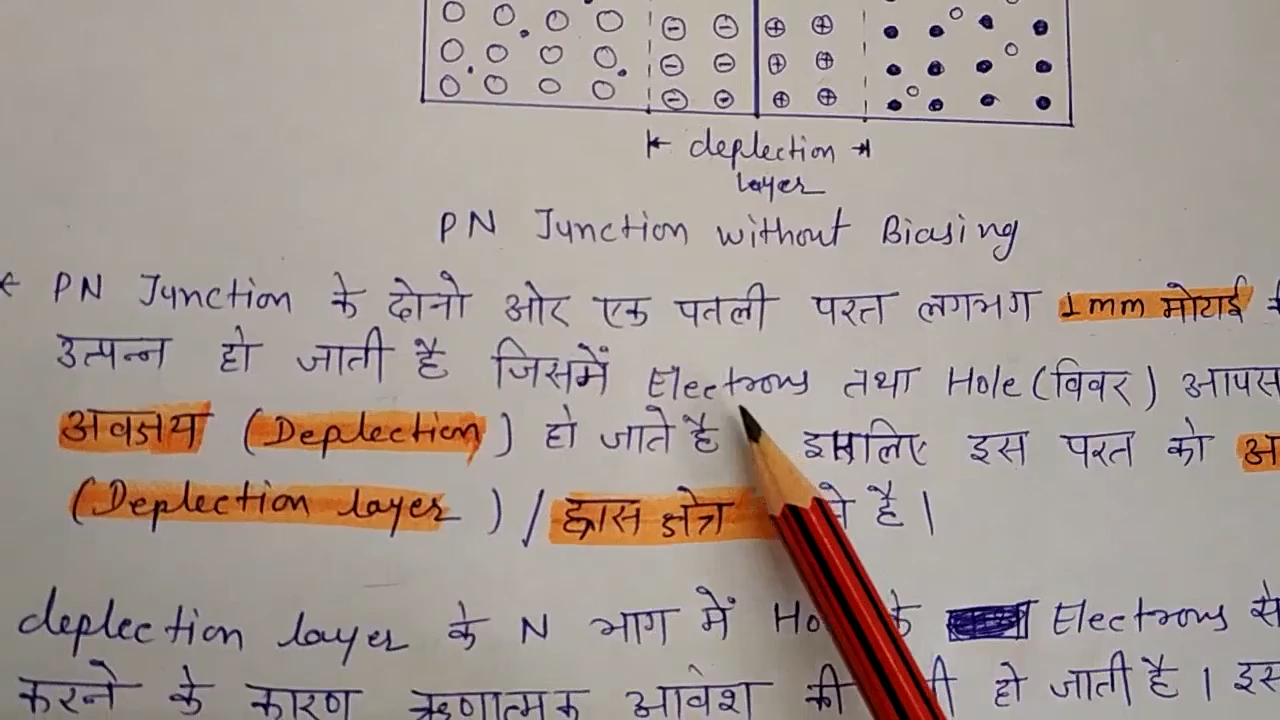 deplection
layer
PN Junction without Biasing
PN Junction के दोनो ओर एक पतली परत लगभग 1mm मोटाई
उत्पन्न हो जाती है जिसमें Electrons तथा Hole (विवर) आपस
अवक्षय (Deplection) हो जाते है इसलिए इस परत को अ
(Deplection layer) / ह्रास क्षेत्र है।
deplection layer के N भाग में के Electrons से
करने के कारण ऋणात्मक आवेश की हो जाती है । इस